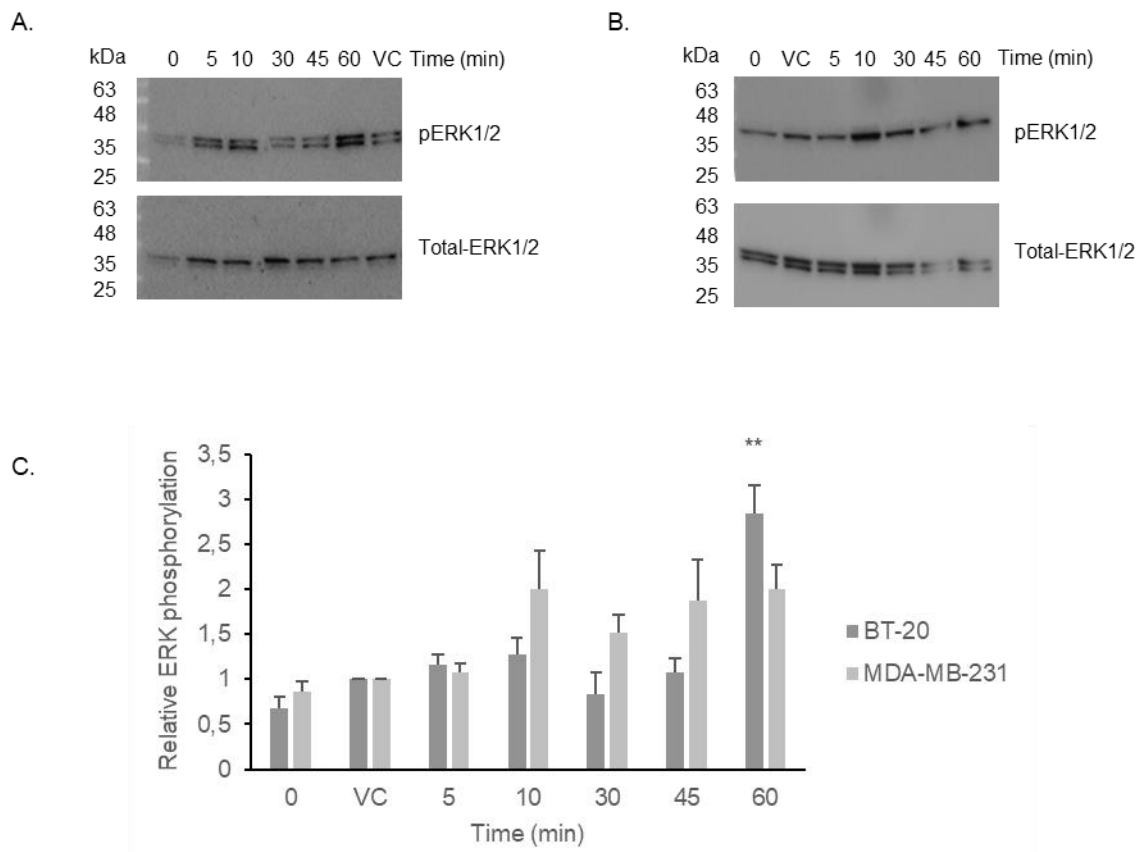 A.
kDa 0 5 10 30 45 60 VC Time (min)
63
48
35
25
pERK1/2
63
48
35
25
Total-ERK1/2
B.
kDa 0 VC 5 10 30 45 60 Time (min)
63
48
35
25
pERK1/2
63
48
35
25
Total-ERK1/2
C.
Relative ERK phosphorylation
3,5
3
2,5
2
1,5
1
0,5
0
**
0 VC 5 10 30 45 60
Time (min)
BT-20
MDA-MB-231